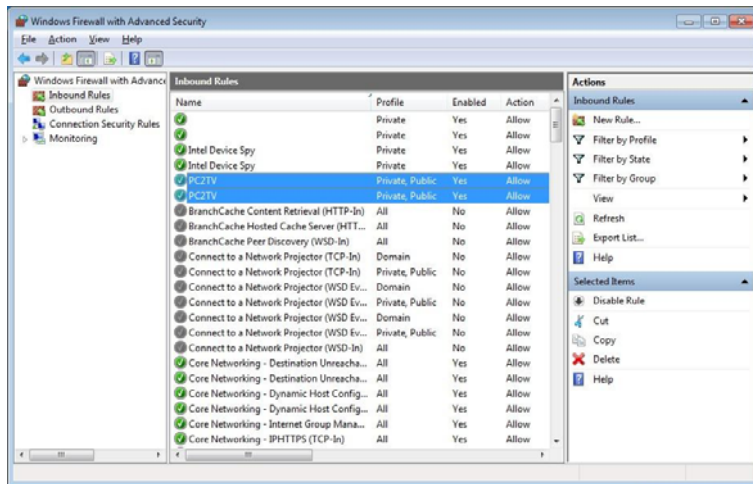 Windows Firewall with Advanced Security
File Action View Help
Windows Firewall with Advance
Inbound Rules
Outbound Rules
Connection Security Rules
Monitoring
Inbound Rules
Name Profile Enabled Action
Private Yes Allow
Private Yes Allow
Intel Device Spy Private Yes Allow
Intel Device Spy Private Yes Allow
PC2TV Private, Public Yes Allow
PC2TV Private, Public Yes Allow
BranchCache Content Retrieval (HTTP-In) All No Allow
BranchCache Hosted Cache Server (HTT... All No Allow
BranchCache Peer Discovery (WSD-In) All No Allow
Connect to a Network Projector (TCP-In) Domain No Allow
Connect to a Network Projector (TCP-In) Private, Public No Allow
Connect to a Network Projector (WSD Ev... Domain No Allow
Connect to a Network Projector (WSD Ev... Private, Public No Allow
Connect to a Network Projector (WSD Ev... Domain No Allow
Connect to a Network Projector (WSD Ev... Private, Public No Allow
Connect to a Network Projector (WSD-In) All No Allow
Core Networking - Destination Unreacha... All Yes Allow
Core Networking - Destination Unreacha... All Yes Allow
Core Networking - Dynamic Host Config... All Yes Allow
Core Networking - Dynamic Host Config... All Yes Allow
Core Networking - Internet Group Mana... All Yes Allow
Core Networking - IPHTTPS (TCP-In) All Yes Allow
Actions
Inbound Rules
New Rule...
Filter by Profile
Filter by State
Filter by Group
View
Refresh
Export List...
Help
Selected Items
Disable Rule
Cut
Copy
Delete
Help